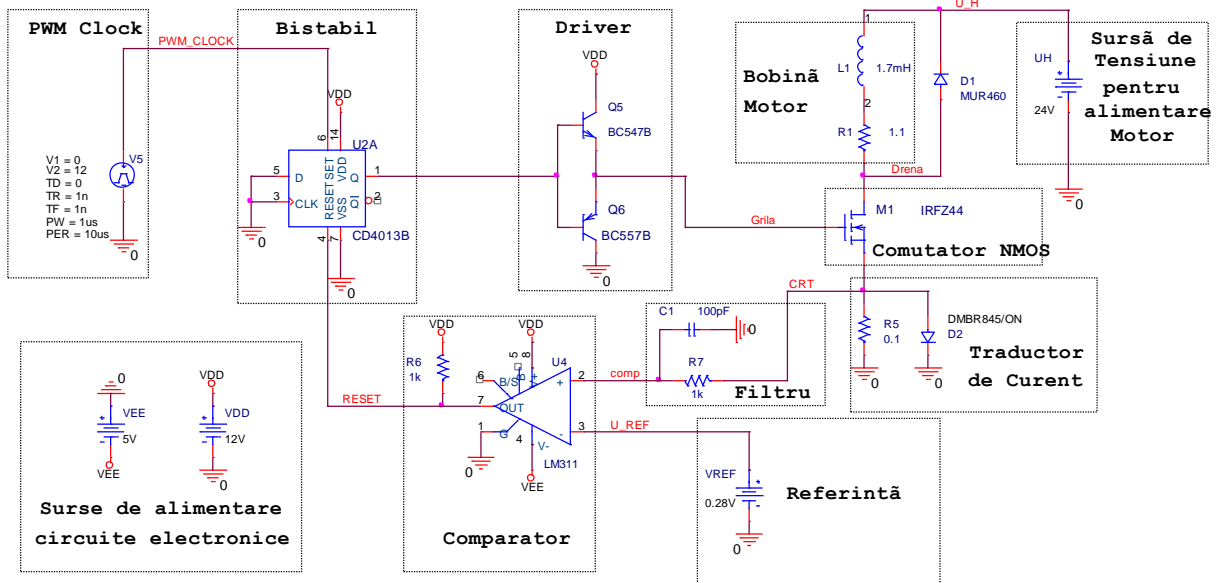 PWM Clock
PWM_CLOCK
V1 = 0
V2 = 12
TD = 0
TR = 1n
TF = 1n
PW = 1us
PER = 10us
V5
0
Bistabil
VDD
6
14
U2A
5
D
SET
VDD
Q
1
3
CLK
RESET
VSS
QI
2
4
7
CD4013B
0
0
Driver
VDD
Q5
BC547B
Q6
BC557B
0
Grila
U_H
1
L1
1.7mH
2
R1
1.1
Bobinã
Motor
D1
MUR460
Drena
Sursã de
Tensiune
pentru
alimentare
Motor
UH
24V
0
M1
IRFZ44
Comutator NMOS
CRT
R5
0.1
DMBR845/ON
D2
0
0
Traductor
de Curent
C1
100pF
0
R7
1k
Filtru
comp
VDD
VDD
R6
1k
U4
5
8
6
B/S
B
V+
2
+
7
OUT
RESET
1
G
4
V-
-
3
U_REF
LM311
0
VEE
Comparator
VREF
0.28V
0
Referintã
0
VEE
5V
VEE
VDD
VDD
12V
0
Surse de alimentare
circuite electronice